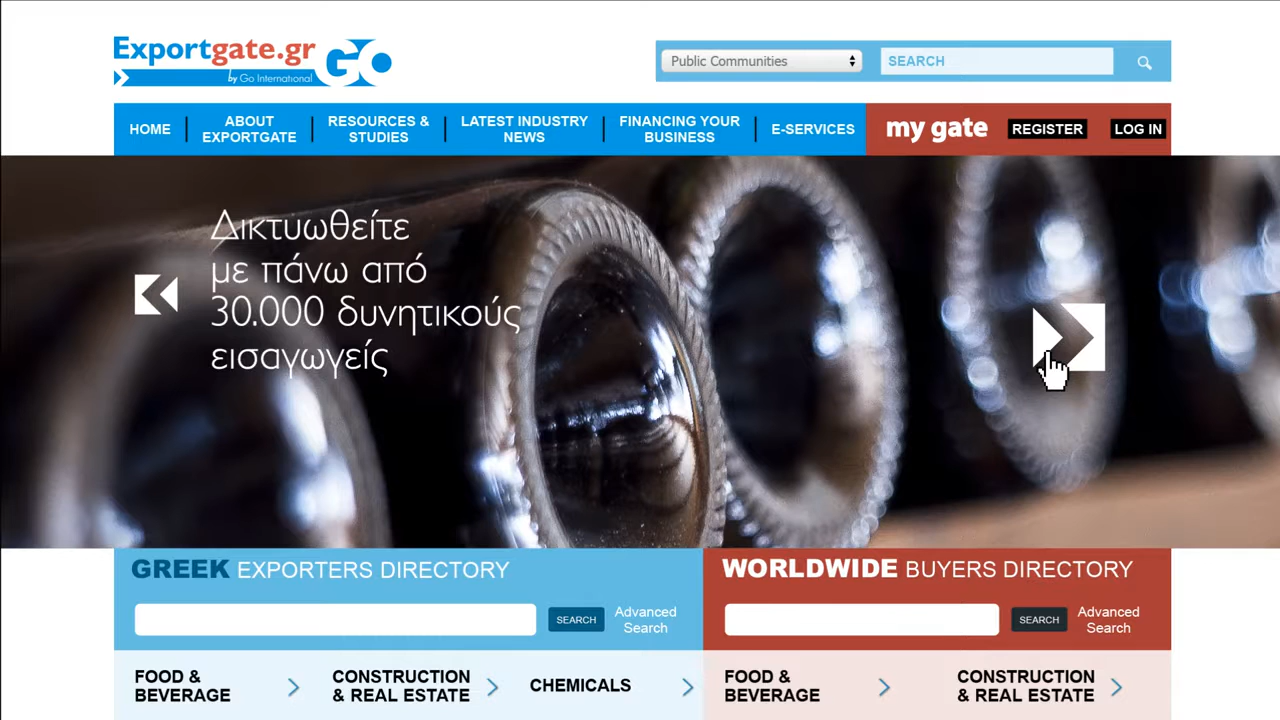 Exportgate.gr GO
by Go International
Public Communities
SEARCH
HOME
ABOUT
EXPORTGATE
RESOURCES &
STUDIES
LATEST INDUSTRY
NEWS
FINANCING YOUR
BUSINESS
E-SERVICES
my gate
REGISTER
LOG IN
Δικτυωθείτε
με πάνω από
30.000 δυνητικούς
εισαγωγείς
GREEK EXPORTERS DIRECTORY
SEARCH
Advanced
Search
WORLDWIDE BUYERS DIRECTORY
SEARCH
Advanced
Search
FOOD &
BEVERAGE
CONSTRUCTION
& REAL ESTATE
CHEMICALS
FOOD &
BEVERAGE
CONSTRUCTION
& REAL ESTATE